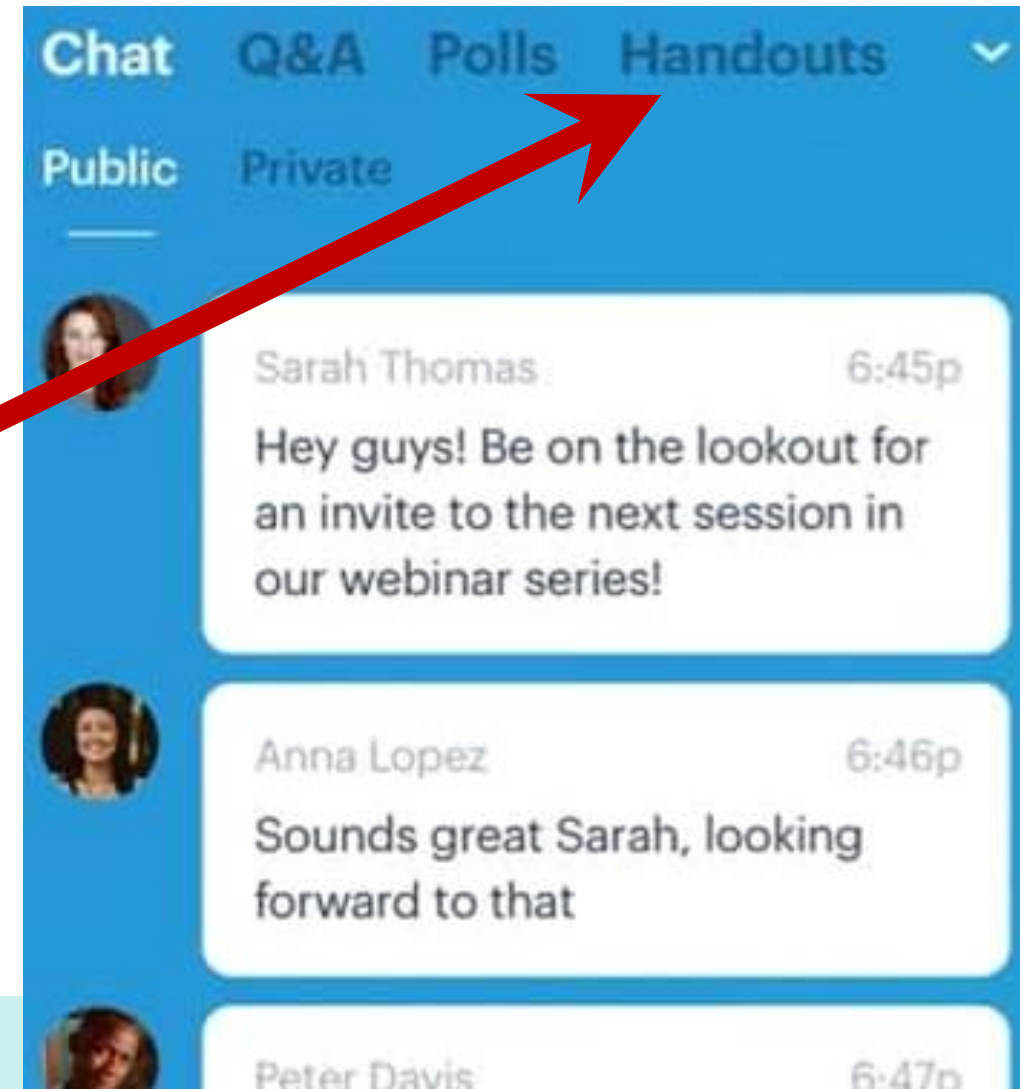 Chat Q&A Polls Handouts
Public Private
Sarah Thomas 6:45p
Hey guys! Be on the lookout for
an invite to the next session in
our webinar series!
Anna Lopez 6:46p
Sounds great Sarah, looking
forward to that
Peter Davis 6:47p